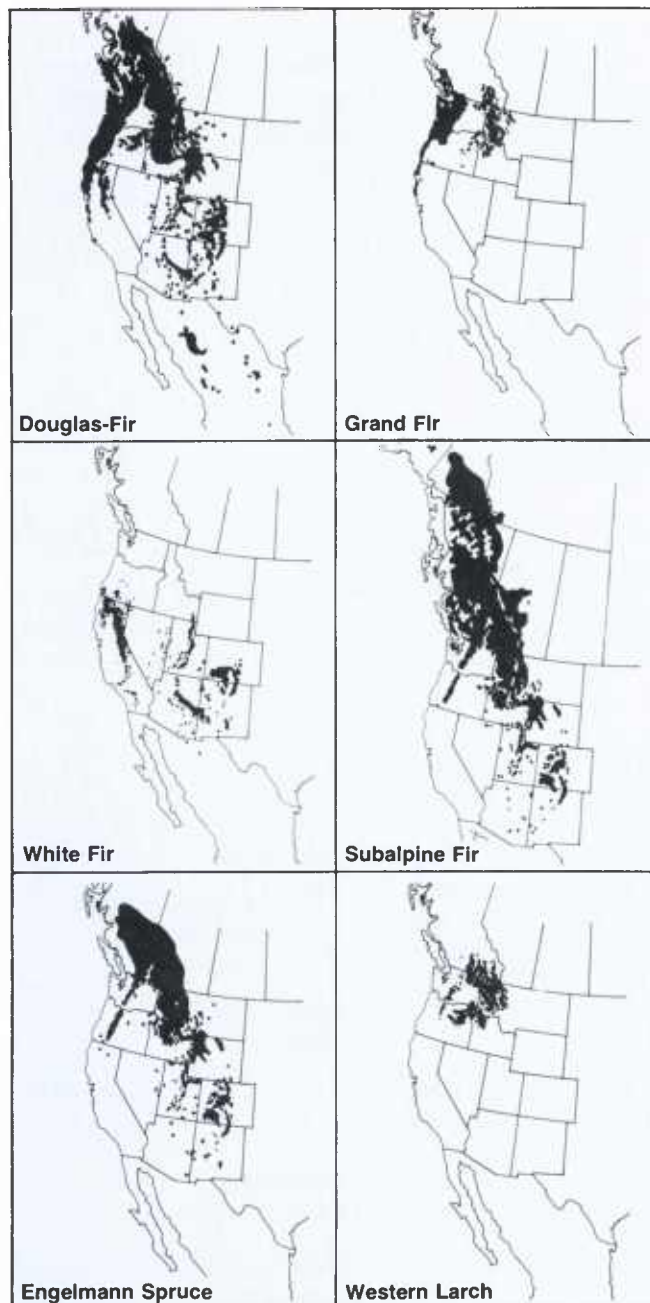 Douglas-Fir
Grand Fir
White Fir
Subalpine Fir
Engelmann Spruce
Western Larch